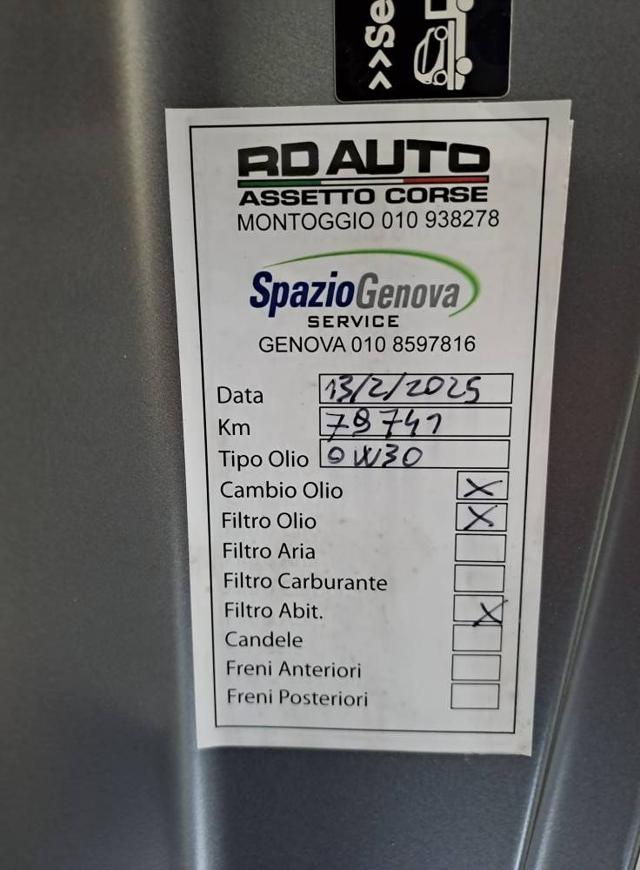 >>Se
RD AUTO
ASSETTO CORSE
MONTOGGIO 010 938278
SpazioGenova
SERVICE
GENOVA 010 8597816
Data 13/2/2025
Km 79741
Tipo Olio 0W30
Cambio Olio X
Filtro Olio X
Filtro Aria
Filtro Carburante
Filtro Abit. X
Candele
Freni Anteriori
Freni Posteriori